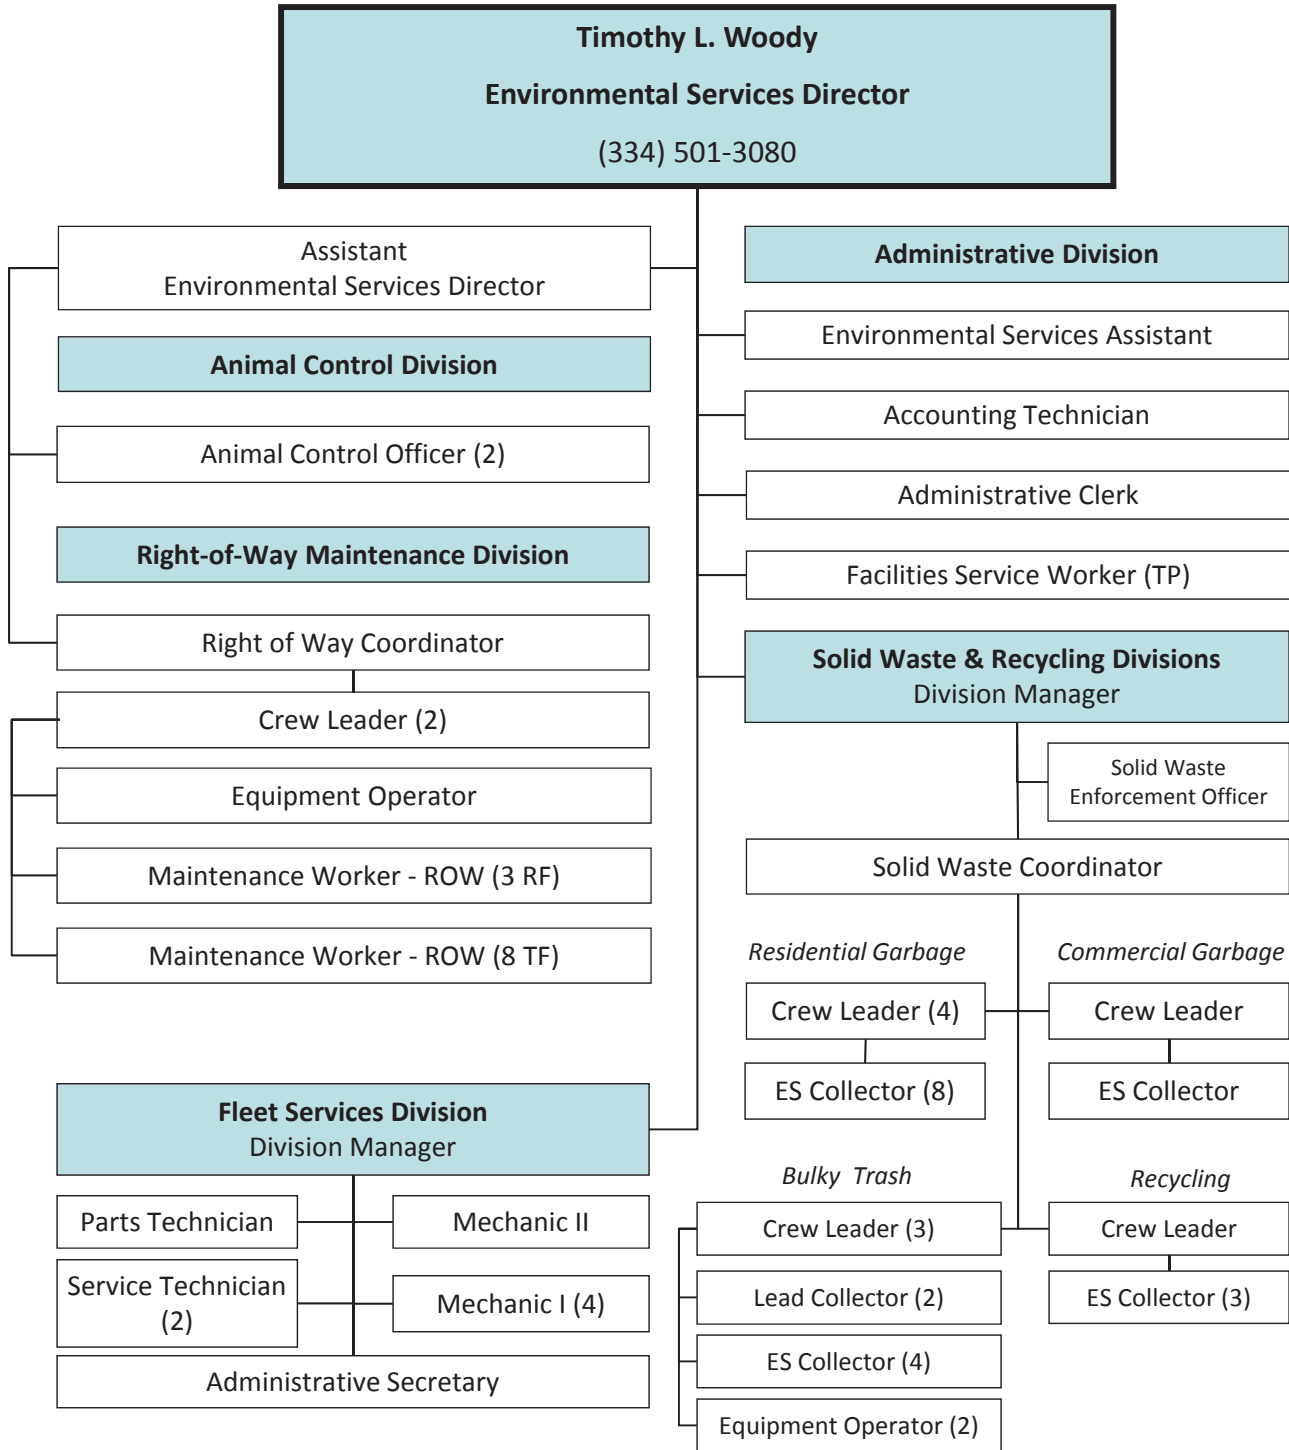 Timothy L. Woody
Environmental Services Director
(334) 501-3080
Assistant
Environmental Services Director
Animal Control Division
Animal Control Officer (2)
Right-of-Way Maintenance Division
Right of Way Coordinator
Crew Leader (2)
Equipment Operator
Maintenance Worker - ROW (3 RF)
Maintenance Worker - ROW (8 TF)
Administrative Division
Environmental Services Assistant
Accounting Technician
Administrative Clerk
Facilities Service Worker (TP)
Solid Waste & Recycling Divisions
Division Manager
Solid Waste
Enforcement Officer
Solid Waste Coordinator
Residential Garbage
Crew Leader (4)
ES Collector (8)
Commercial Garbage
Crew Leader
ES Collector
Bulky Trash
Crew Leader (3)
Lead Collector (2)
ES Collector (4)
Equipment Operator (2)
Recycling
Crew Leader
ES Collector (3)
Fleet Services Division
Division Manager
Parts Technician
Mechanic II
Service Technician
(2)
Mechanic I (4)
Administrative Secretary